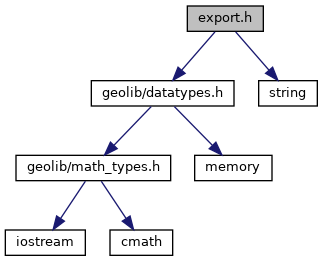 export.h
geolib/datatypes.h
string
geolib/math_types.h
memory
iostream
cmath